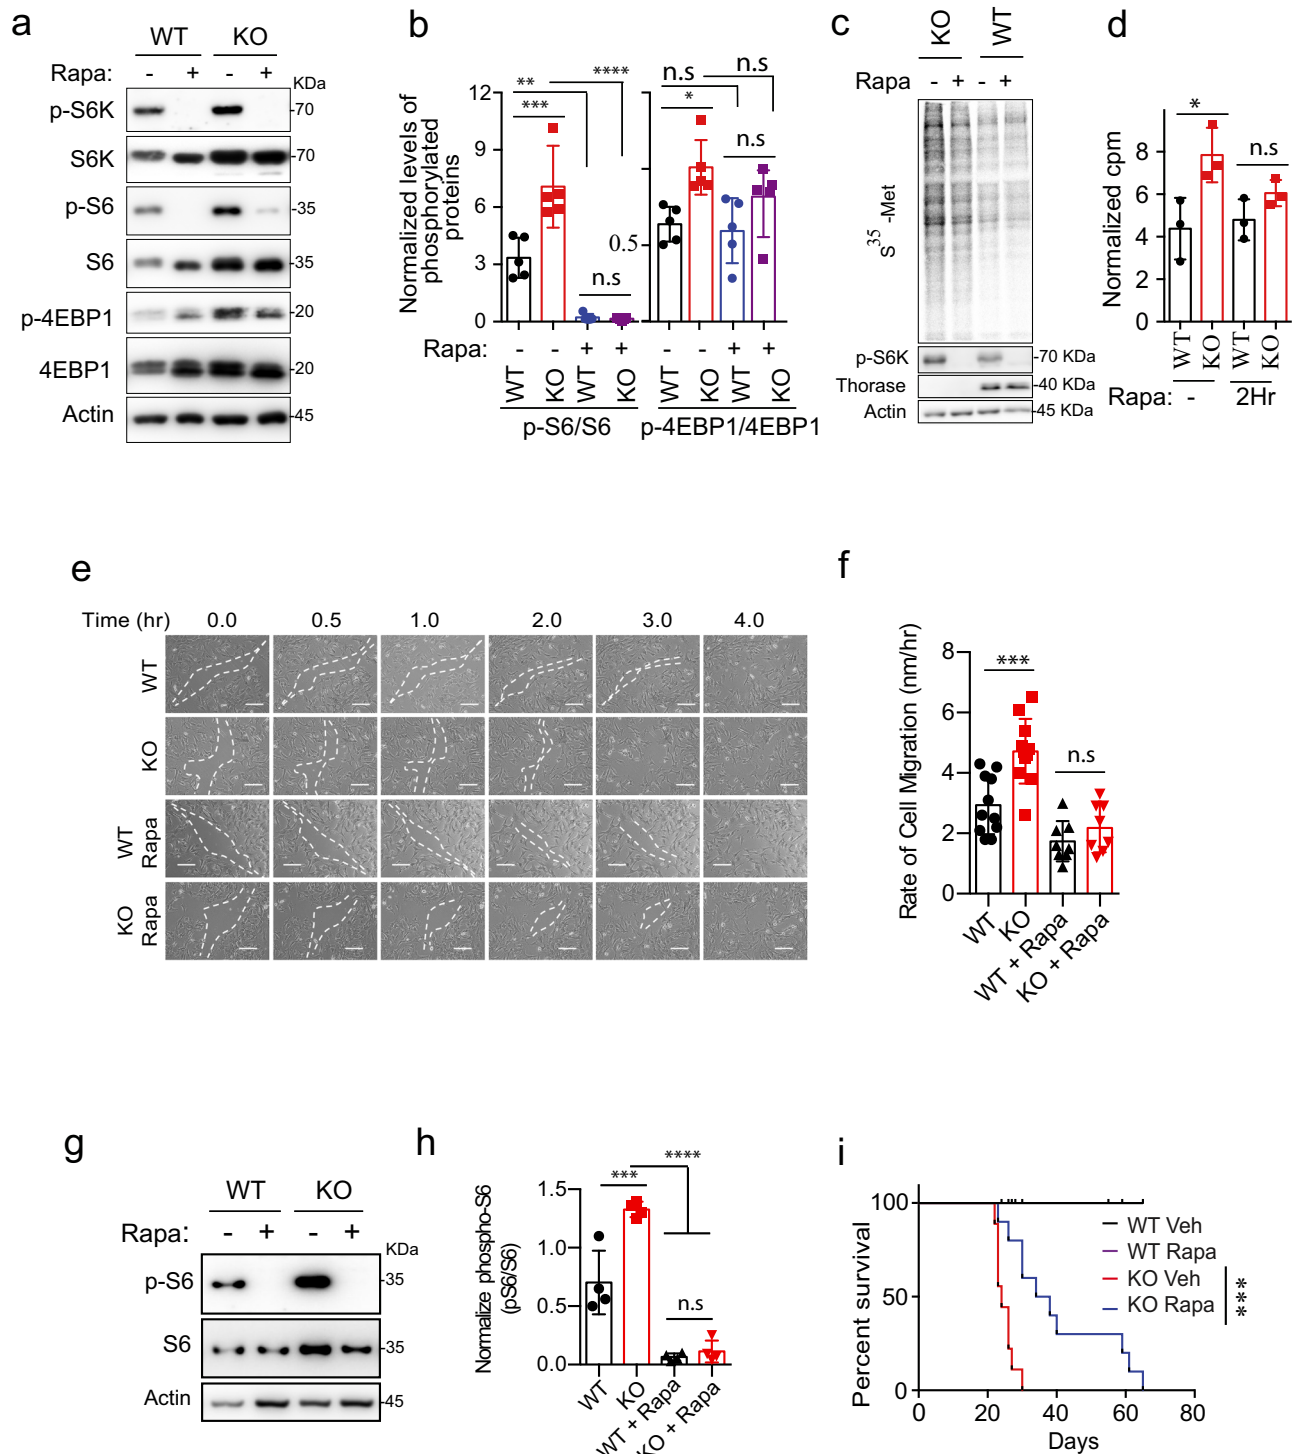 a
WT KO
Rapa: - + - + KDa
p-S6K -70
S6K -70
p-S6 -35
S6 -35
p-4EBP1 -20
4EBP1 -20
Actin -45
b
Normalized levels of
phosphorylated
proteins
12
9
6
3
0
0.5
** ****
***
n.s
n.s n.s
*
n.s
Rapa: - - + + - - + +
WT KO WT KO WT KO WT KO
p-S6/S6 p-4EBP1/4EBP1
c
KO WT
Rapa - + - +
S35 -Met
p-S6K -70 KDa
Thorase -40 KDa
Actin -45 KDa
d
Normalized cpm
8
6
4
2
0
*
n.s
WT KO WT KO
Rapa: - 2Hr
e
Time (hr) 0.0 0.5 1.0 2.0 3.0 4.0
WT
KO
WT
Rapa
KO
Rapa
f
Rate of Cell Migration (nm/hr)
8
6
4
2
0
***
n.s
WT
KO
WT + Rapa
KO + Rapa
g
WT KO
Rapa: - + - +
KDa
p-S6 -35
S6 -35
Actin -45
h
Normalize phospho-S6
(pS6/S6)
1.5
1.0
0.5
0.0
****
***
n.s
WT
KO
WT + Rapa
KO + Rapa
i
Percent survival
100
50
0
0 20 40 60 80
Days
WT Veh
WT Rapa
KO Veh
KO Rapa
***